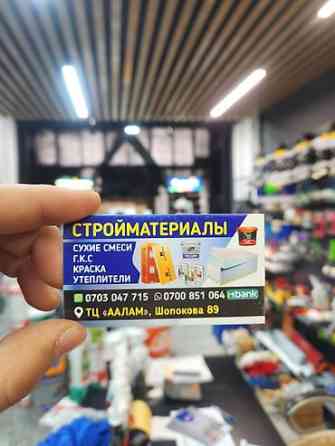 СТРОЙМАТЕРИАЛЫ
СУХИЕ СМЕСИ
Г.К.С
КРАСКА
УТЕПЛИТЕЛИ
0703 047 715 0700 851 064 bank
ТЦ «ААЛАМ», Шопокова 89